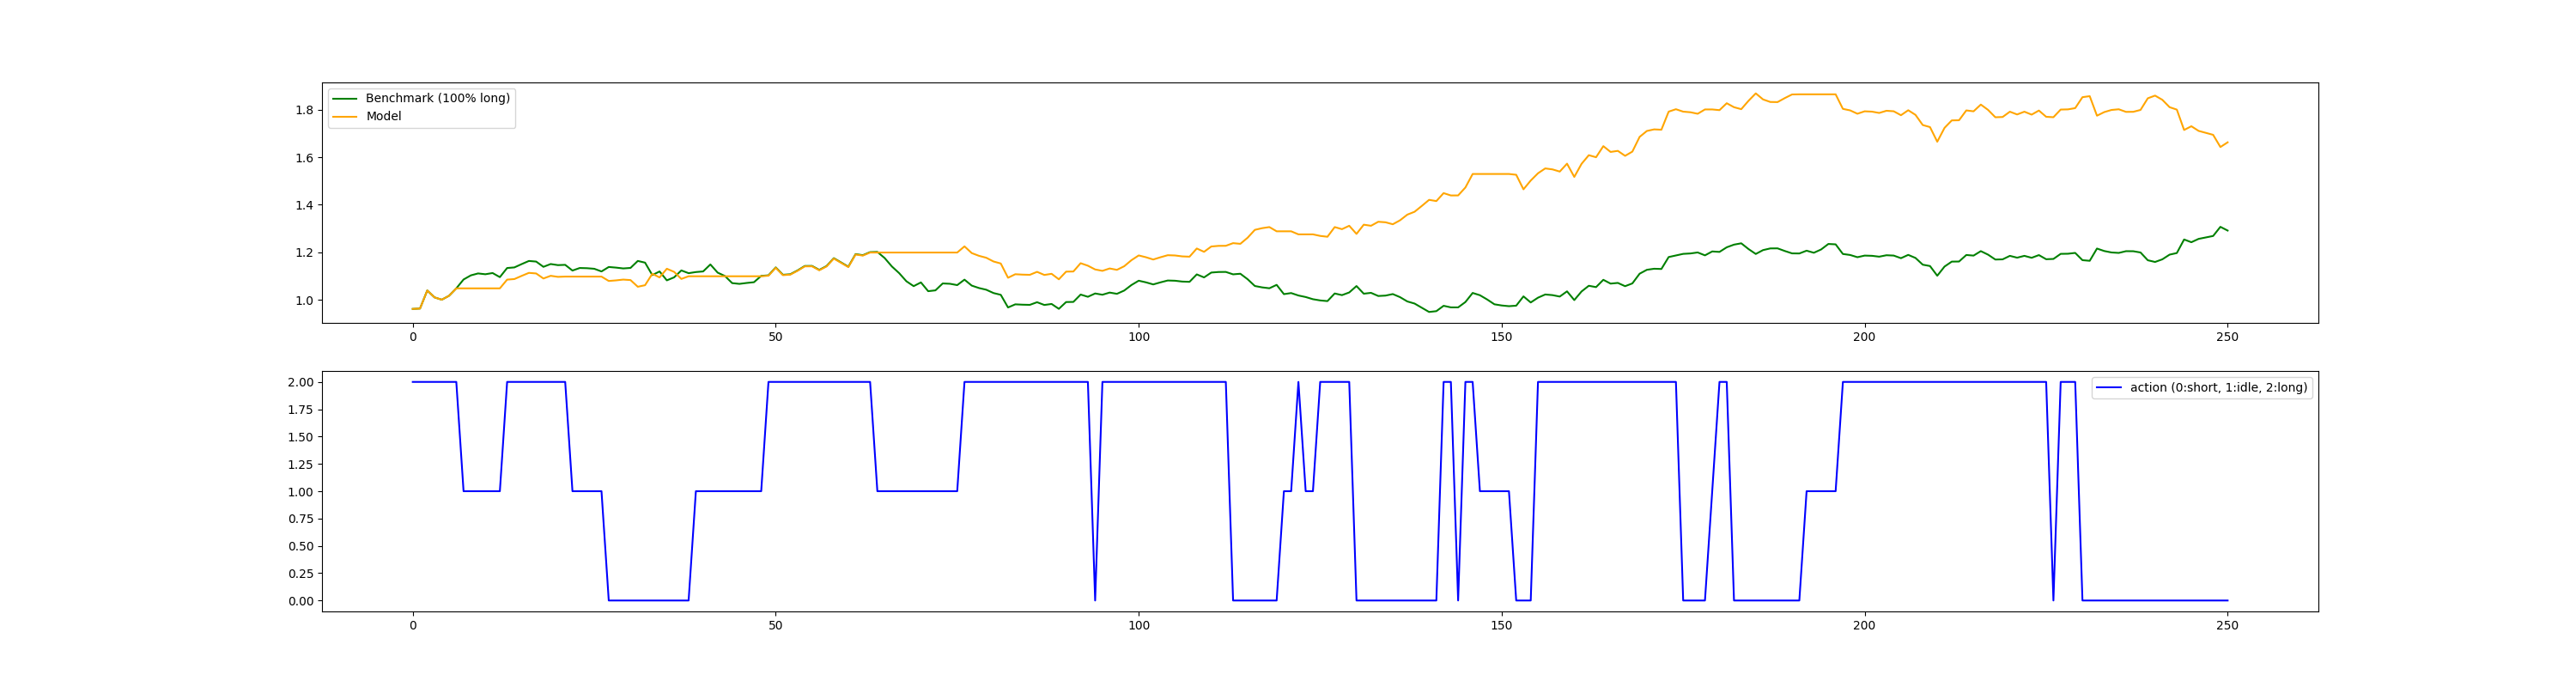 Benchmark (100% long)
Model
1.8
1.6
1.4
1.2
1.0
0 50 100 150 200 250
action (0:short, 1:idle, 2:long)
2.00
1.75
1.50
1.25
1.00
0.75
0.50
0.25
0.00
0 50 100 150 200 250